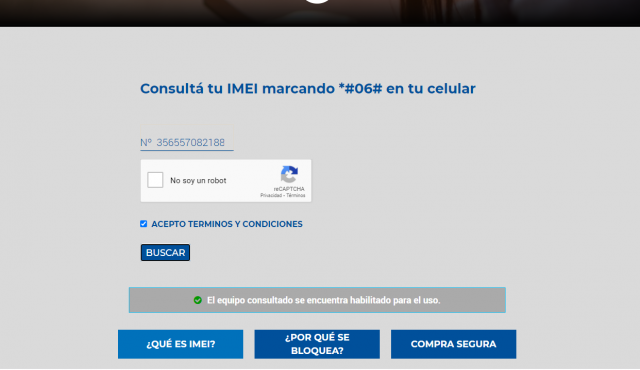 Consultá tu IMEI marcando *#06# en tu celular
Nº 356557082188
No soy un robot
reCAPTCHA
Privacidad - Términos
ACEPTO TERMINOS Y CONDICIONES
BUSCAR
El equipo consultado se encuentra habilitado para el uso.
¿QUÉ ES IMEI?
¿POR QUÉ SE
BLOQUEA?
COMPRA SEGURA